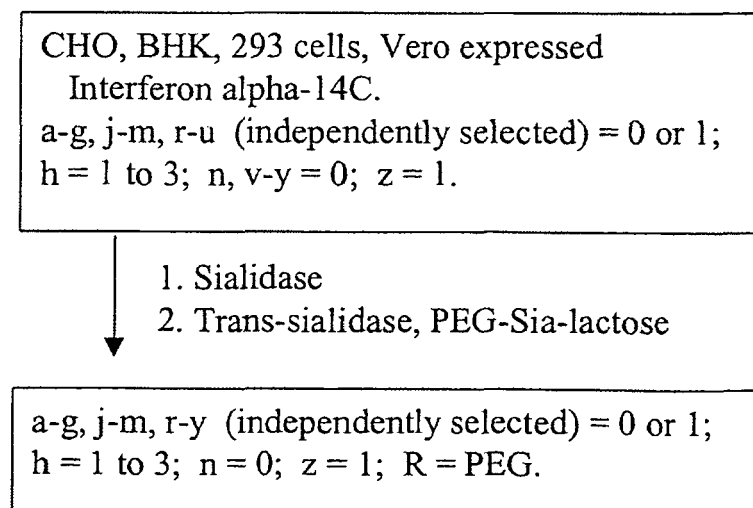 CHO, BHK, 293 cells, Vero expressed
Interferon alpha-14C.
a-g, j-m, r-u (independently selected) = 0 or 1;
h = 1 to 3; n, v-y = 0; z = 1.
1. Sialidase
2. Trans-sialidase, PEG-Sia-lactose
a-g, j-m, r-y (independently selected) = 0 or 1;
h = 1 to 3; n = 0; z = 1; R = PEG.